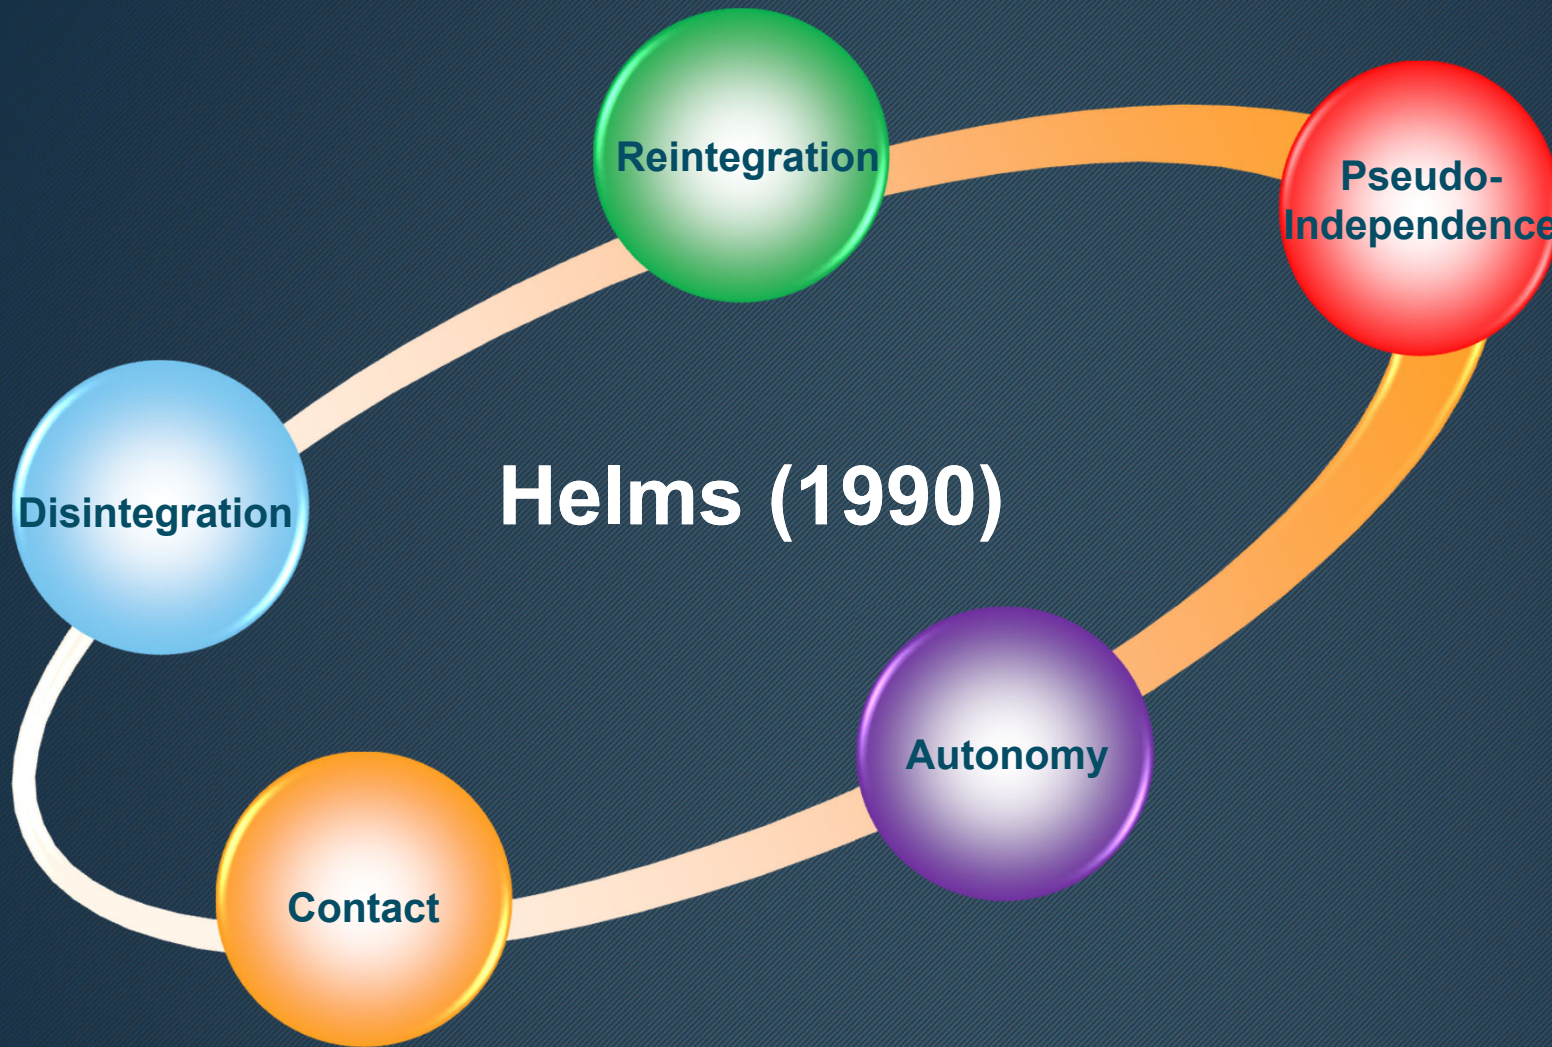 Reintegration
Pseudo-
Independence
Disintegration
Helms (1990)
Autonomy
Contact